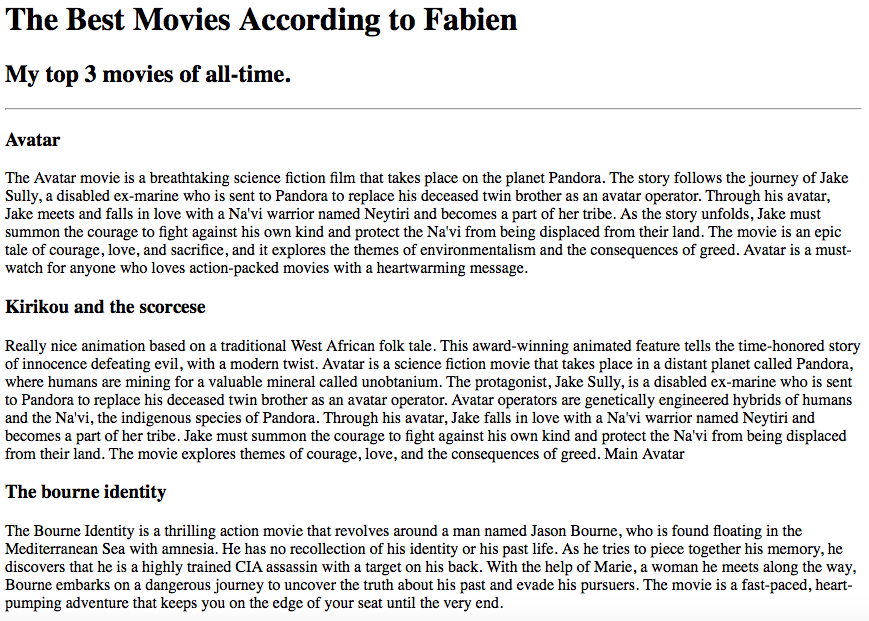 The Best Movies According to Fabien
My top 3 movies of all-time.
Avatar
The Avatar movie is a breathtaking science fiction film that takes place on the planet Pandora. The story follows the journey of Jake
Sully, a disabled ex-marine who is sent to Pandora to replace his deceased twin brother as an avatar operator. Through his avatar,
Jake meets and falls in love with a Na'vi warrior named Neytiri and becomes a part of her tribe. As the story unfolds, Jake must
summon the courage to fight against his own kind and protect the Na'vi from being displaced from their land. The movie is an epic
tale of courage, love, and sacrifice, and it explores the themes of environmentalism and the consequences of greed. Avatar is a must-
watch for anyone who loves action-packed movies with a heartwarming message.
Kirikou and the scorcese
Really nice animation based on a traditional West African folk tale. This award-winning animated feature tells the time-honored story
of innocence defeating evil, with a modern twist. Avatar is a science fiction movie that takes place in a distant planet called Pandora,
where humans are mining for a valuable mineral called unobtanium. The protagonist, Jake Sully, is a disabled ex-marine who is sent
to Pandora to replace his deceased twin brother as an avatar operator. Avatar operators are genetically engineered hybrids of humans
and the Na'vi, the indigenous species of Pandora. Through his avatar, Jake falls in love with a Na'vi warrior named Neytiri and
becomes a part of her tribe. Jake must summon the courage to fight against his own kind and protect the Na'vi from being displaced
from their land. The movie explores themes of courage, love, and the consequences of greed. Main Avatar
The bourne identity
The Bourne Identity is a thrilling action movie that revolves around a man named Jason Bourne, who is found floating in the
Mediterranean Sea with amnesia. He has no recollection of his identity or his past life. As he tries to piece together his memory, he
discovers that he is a highly trained CIA assassin with a target on his back. With the help of Marie, a woman he meets along the way,
Bourne embarks on a dangerous journey to uncover the truth about his past and evade his pursuers. The movie is a fast-paced, heart-
pumping adventure that keeps you on the edge of your seat until the very end.